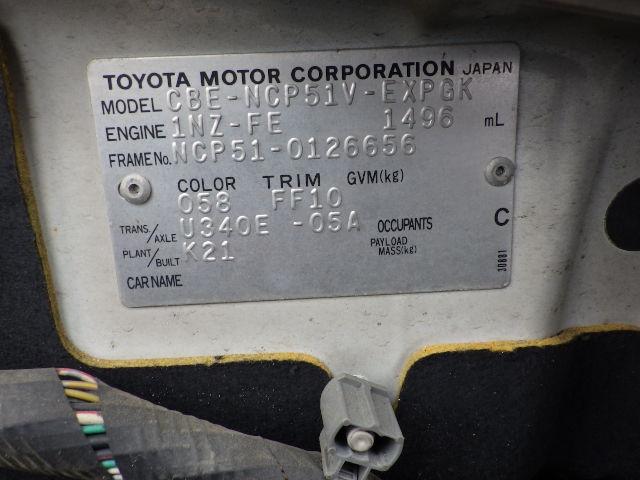 TOYOTA MOTOR CORPORATION JAPAN
MODEL CBE-NCP51V-EXPGK
ENGINE 1NZ-FE 1496 mL
FRAME No. NCP51-0126656
COLOR TRIM GVM(kg)
058 FF10
TRANS./AXLE U340E -05A OCCUPANTS C
PLANT/BUILT K21 PAYLOAD MASS(kg)
CAR NAME
30881